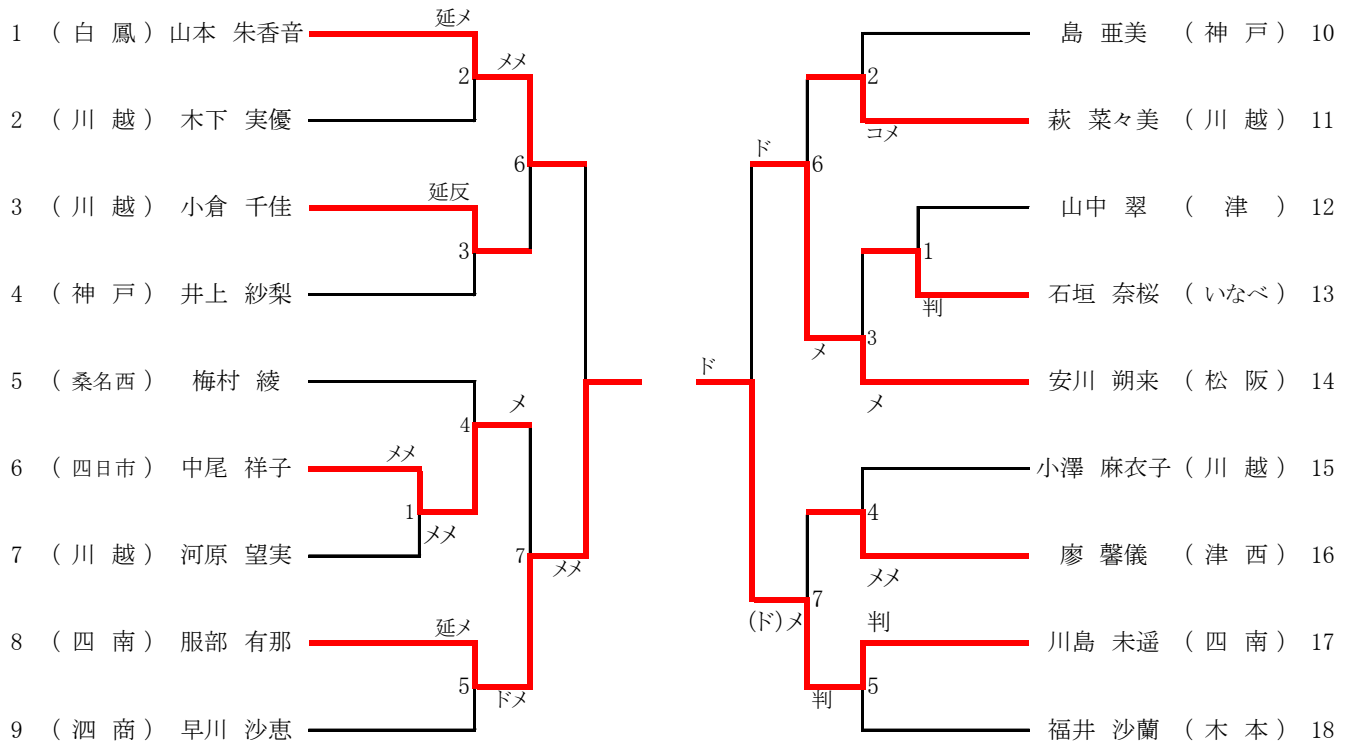 延メ
1 (白 鳳) 山本 朱香音
メメ
2
2 (川 越) 木下 実優
6
延反
3 (川 越) 小倉 千佳
3
4 (神 戸) 井上 紗梨
5 (桑名西) 梅村 綾
メ
4
メメ
6 (四日市) 中尾 祥子
1
メメ
7 (川 越) 河原 望実
7
メメ
延メ
8 (四 南) 服部 有那
5
ドメ
9 (泗 商) 早川 沙恵
島 亜美 (神 戸) 10
2
萩 菜々美 (川 越) 11
コメ
ド
6
山中 翠 (津) 12
1
石垣 奈桜 (いなべ) 13
判
3
メ
ド
安川 朔来 (松 阪) 14
メ
小澤 麻衣子 (川 越) 15
4
廖 馨儀 (津 西) 16
メメ
7
(ド)メ
判
川島 未遥 (四 南) 17
5
判
福井 沙蘭 (木 本) 18